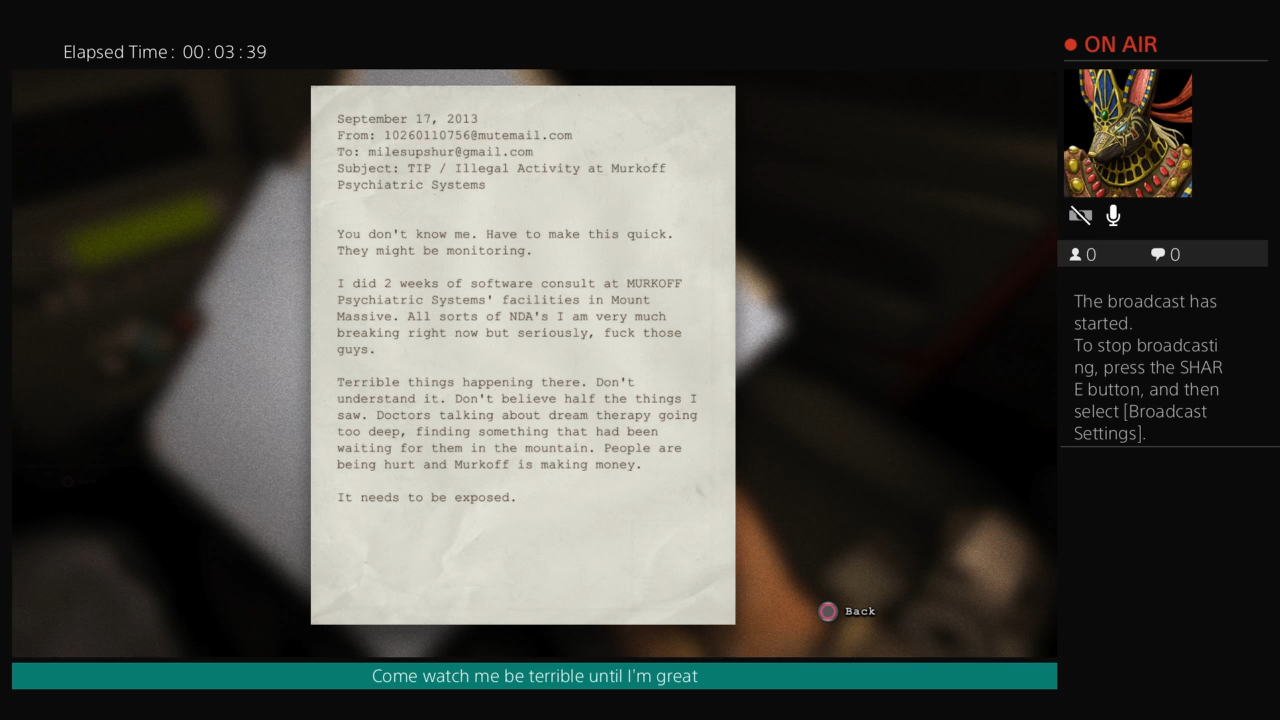 Elapsed Time: 00:03:39
ON AIR
September 17, 2013
From: 10260110756@mutemail.com
To: milesupshur@gmail.com
Subject: TIP / Illegal Activity at Murkoff
Psychiatric Systems
You don't know me. Have to make this quick.
They might be monitoring.
I did 2 weeks of software consult at MURKOFF
Psychiatric Systems' facilities in Mount
Massive. All sorts of NDA's I am very much
breaking right now but seriously, fuck those
guys.
Terrible things happening there. Don't
understand it. Don't believe half the things I
saw. Doctors talking about dream therapy going
too deep, finding something that had been
waiting for them in the mountain. People are
being hurt and Murkoff is making money.
It needs to be exposed.
Back
0
0
The broadcast has
started.
To stop broadcasti
ng, press the SHAR
E button, and then
select [Broadcast
Settings].
Come watch me be terrible until I'm great